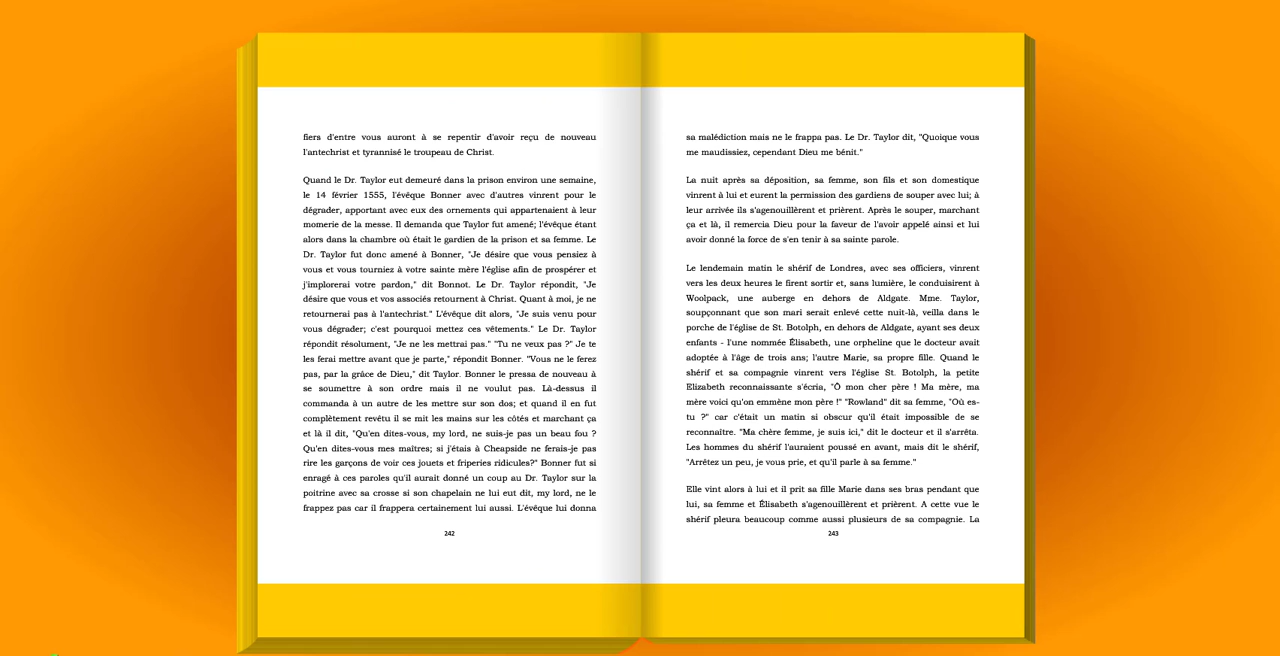 fiers d'entre vous auront à se repentir d'avoir reçu de nouveau
l'antechrist et tyrannisé le troupeau de Christ.
Quand le Dr. Taylor eut demeuré dans la prison environ une semaine,
le 14 février 1555, l'évêque Bonner avec d'autres vinrent pour le
dégrader, apportant avec eux des ornements qui appartenaient à leur
momerie de la messe. Il demanda que Taylor fut amené; l'évêque étant
alors dans la chambre où était le gardien de la prison et sa femme. Le
Dr. Taylor fut donc amené à Bonner, "Je désire que vous pensiez à
vous et vous tourniez à votre sainte mère l'église afin de prospérer et
j'implorerai votre pardon," dit Bonnot. Le Dr. Taylor répondit, "Je
désire que vous et vos associés retournent à Christ. Quant à moi, je ne
retournerai pas à l'antechrist." L'évêque dit alors, "Je suis venu pour
vous dégrader; c'est pourquoi mettez ces vêtements." Le Dr. Taylor
répondit résolument, "Je ne les mettrai pas." "Tu ne veux pas ?" Je te
les ferai mettre avant que je parte," répondit Bonner. "Vous ne le ferez
pas, par la grâce de Dieu," dit Taylor. Bonner le pressa de nouveau à
se soumettre à son ordre mais il ne voulut pas. Là-dessus il
commanda à un autre de les mettre sur son dos; et quand il en fut
complètement revêtu il se mit les mains sur les côtés et marchant ça
et là il dit, "Qu'en dites-vous, my lord, ne suis-je pas un beau fou ?
Qu'en dites-vous mes maîtres; si j'étais à Cheapside ne ferais-je pas
rire les garçons de voir ces jouets et friperies ridicules?" Bonner fut si
enragé à ces paroles qu'il aurait donné un coup au Dr. Taylor sur la
poitrine avec sa crosse si son chapelain ne lui eut dit, my lord, ne le
frappez pas car il frappera certainement lui aussi. L'évêque lui donna
242
sa malédiction mais ne le frappa pas. Le Dr. Taylor dit, "Quoique vous
me maudissiez, cependant Dieu me bénit."
La nuit après sa déposition, sa femme, son fils et son domestique
vinrent à lui et eurent la permission des gardiens de souper avec lui; à
leur arrivée ils s'agenouillèrent et prièrent. Après le souper, marchant
ça et là, il remercia Dieu pour la faveur de l'avoir appelé ainsi et lui
avoir donné la force de s'en tenir à sa sainte parole.
Le lendemain matin le shérif de Londres, avec ses officiers, vinrent
vers les deux heures le firent sortir et, sans lumière, le conduisirent à
Woolpack, une auberge en dehors de Aldgate. Mme. Taylor,
soupçonnant que son mari serait enlevé cette nuit-là, veilla dans le
porche de l'église de St. Botolph, en dehors de Aldgate, ayant ses deux
enfants - l'une nommée Élisabeth, une orpheline que le docteur avait
adoptée à l'âge de trois ans; l'autre Marie, sa propre fille. Quand le
shérif et sa compagnie vinrent vers l'église St. Botolph, la petite
Elizabeth reconnaissante s'écria, "Ô mon cher père ! Ma mère, ma
mère voici qu'on emmène mon père !" "Rowland" dit sa femme, "Où es-
tu ?" car c'était un matin si obscur qu'il était impossible de se
reconnaître. "Ma chère femme, je suis ici," dit le docteur et il s'arrêta.
Les hommes du shérif l'auraient poussé en avant, mais dit le shérif,
"Arrêtez un peu, je vous prie, et qu'il parle à sa femme."
Elle vint alors à lui et il prit sa fille Marie dans ses bras pendant que
lui, sa femme et Élisabeth s'agenouillèrent et prièrent. A cette vue le
shérif pleura beaucoup comme aussi plusieurs de sa compagnie. La
243